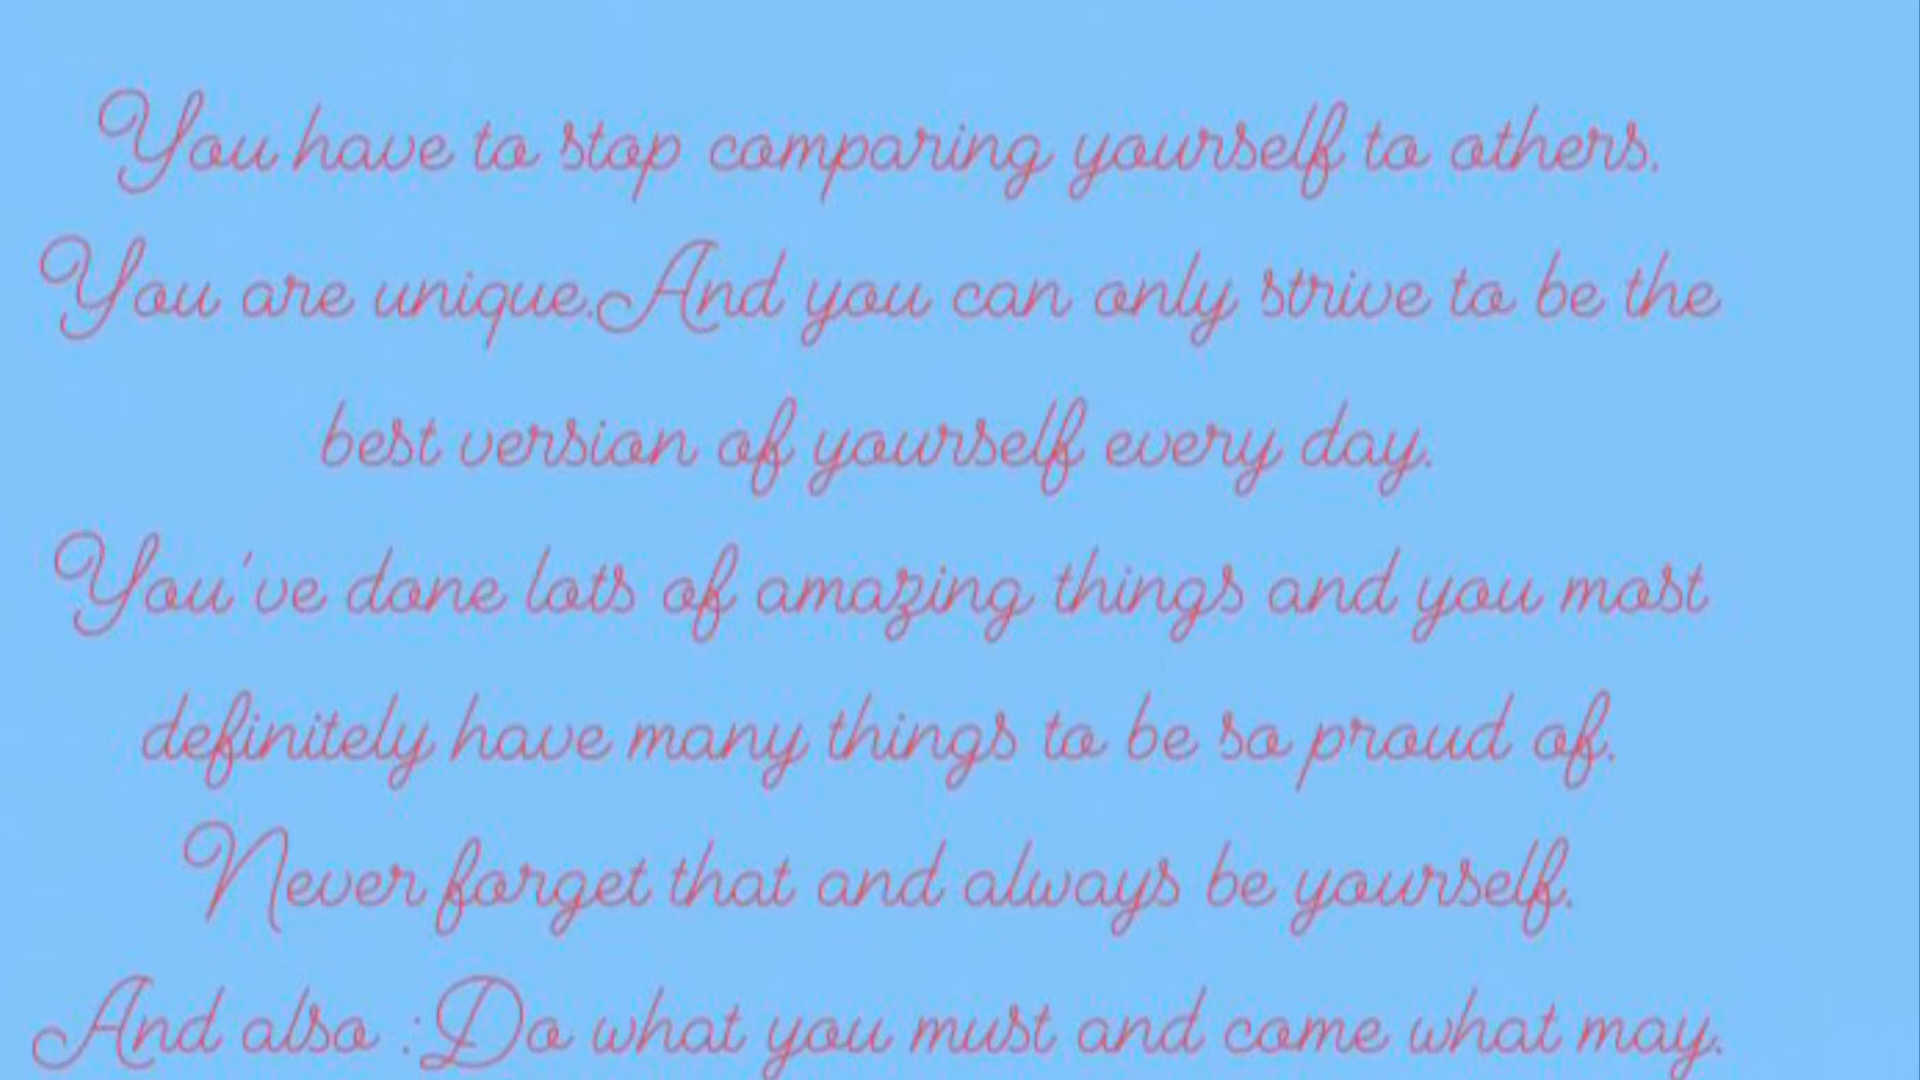 You have to stop comparing yourself to others.
You are unique.And you can only strive to be the
best version of yourself every day.
You've done lots of amazing things and you most
definitely have many things to be so proud of.
Never forget that and always be yourself.
And also :Do what you must and come what may.